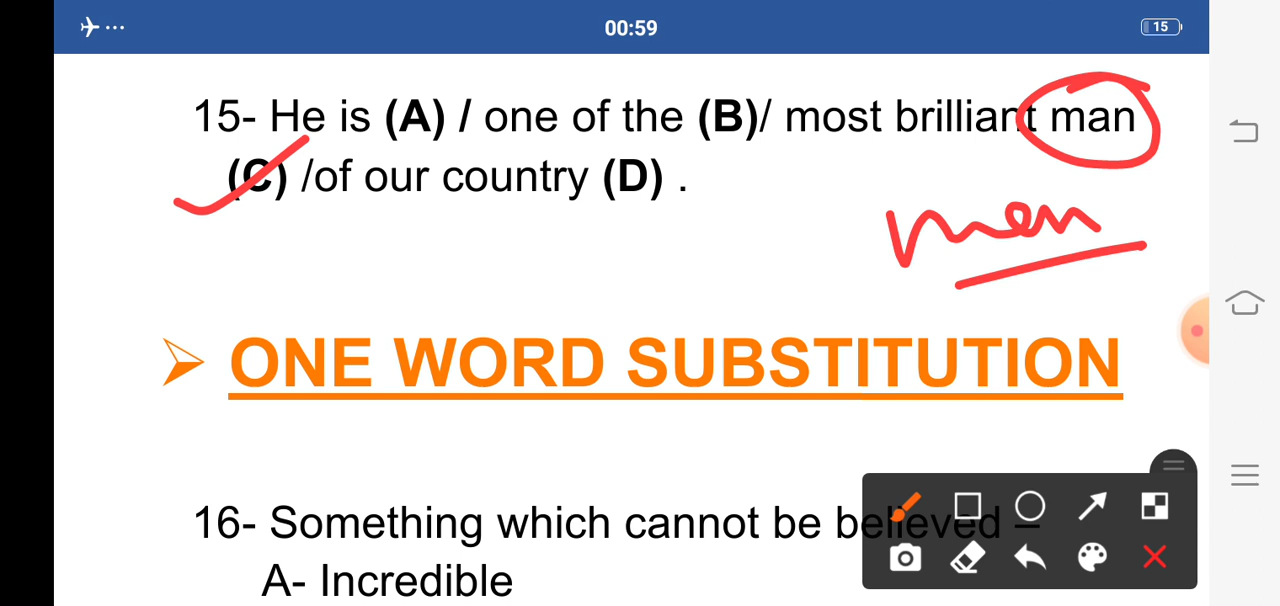 00:59
15
15- He is (A) / one of the (B)/ most brilliant man
(C) /of our country (D) .
men
ONE WORD SUBSTITUTION
16- Something which cannot be believed –
A- Incredible